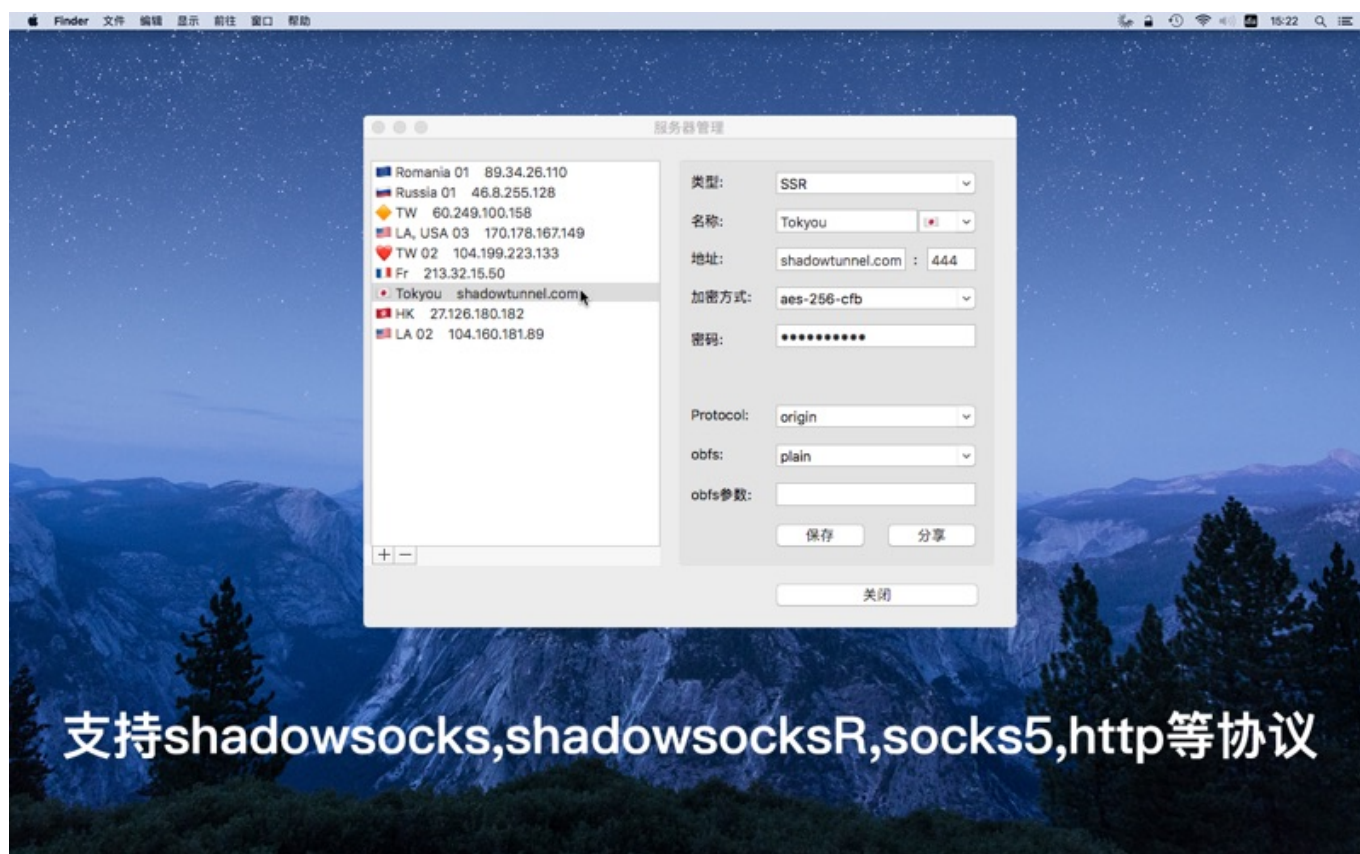 Finder 文件 编辑 显示 前往 窗口 帮助 15:22
服务器管理
Romania 01 89.34.26.110
Russia 01 46.8.255.128
TW 60.249.100.158
LA, USA 03 170.178.167.149
TW 02 104.199.223.133
Fr 213.32.15.50
Tokyou shadowtunnel.com
HK 27.126.180.182
LA 02 104.160.181.89
类型: SSR
名称: Tokyou
地址: shadowtunnel.com : 444
加密方式: aes-256-cfb
密码: ••••••••••
Protocol: origin
obfs: plain
obfs参数:
保存 分享
关闭
支持shadowsocks,shadowsocksR,socks5,http等协议